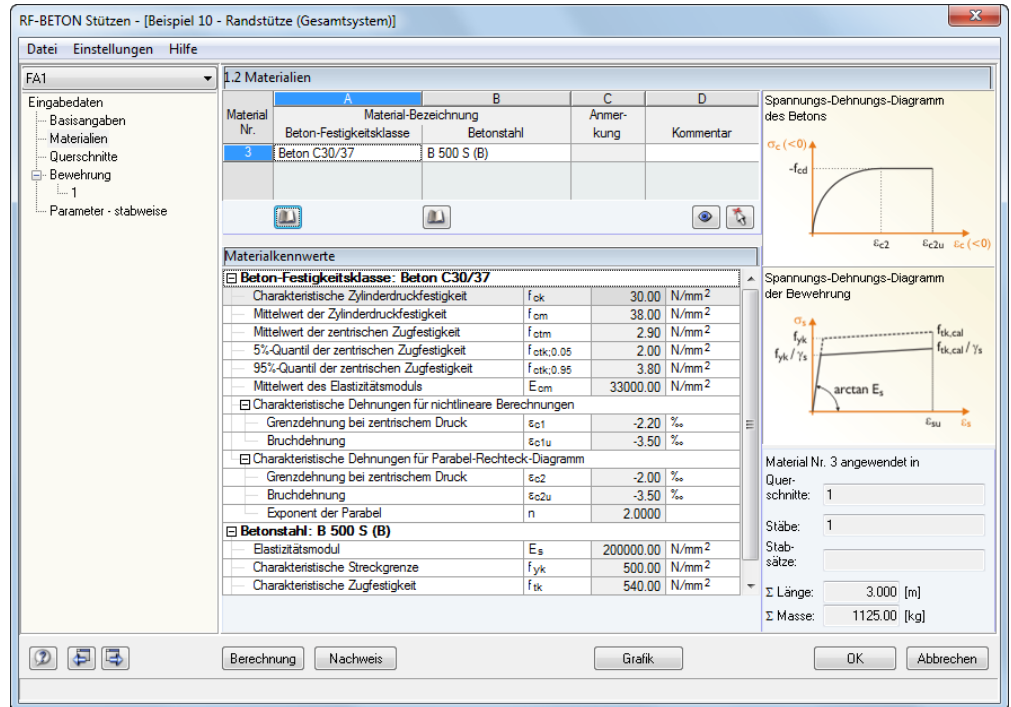 RF-BETON Stützen - [Beispiel 10 - Randstütze (Gesamtsystem)]
Datei Einstellungen Hilfe
FA1
Eingabedaten
Basisangaben
Materialien
Querschnitte
Bewehrung
1
Parameter - stabweise
1.2 Materialien
A B C D
Material Material-Bezeichnung Anmer-
Nr. Beton-Festigkeitsklasse Betonstahl kung Kommentar
3 Beton C30/37 B 500 S (B)
Materialkennwerte
Beton-Festigkeitsklasse: Beton C30/37
Charakteristische Zylinderdruckfestigkeit fck 30.00 N/mm²
Mittelwert der Zylinderdruckfestigkeit fcm 38.00 N/mm²
Mittelwert der zentrischen Zugfestigkeit fctm 2.90 N/mm²
5%-Quantil der zentrischen Zugfestigkeit fctk;0.05 2.00 N/mm²
95%-Quantil der zentrischen Zugfestigkeit fctk;0.95 3.80 N/mm²
Mittelwert des Elastizitätsmoduls Ecm 33000.00 N/mm²
Charakteristische Dehnungen für nichtlineare Berechnungen
Grenzdehnung bei zentrischem Druck εc1 -2.20 ‰
Bruchdehnung εc1u -3.50 ‰
Charakteristische Dehnungen für Parabel-Rechteck-Diagramm
Grenzdehnung bei zentrischem Druck εc2 -2.00 ‰
Bruchdehnung εc2u -3.50 ‰
Exponent der Parabel n 2.0000
Betonstahl: B 500 S (B)
Elastizitätsmodul Es 200000.00 N/mm²
Charakteristische Streckgrenze fyk 500.00 N/mm²
Charakteristische Zugfestigkeit ftk 540.00 N/mm²
Spannungs-Dehnungs-Diagramm
des Betons
σc (<0)
-fcd
εc2 εc2u εc (<0)
Spannungs-Dehnungs-Diagramm
der Bewehrung
σs
fyk ftk,cal
fyk / γs ftk,cal / γs
arctan Es
εsu εs
Material Nr. 3 angewendet in
Quer-
schnitte: 1
Stäbe: 1
Stab-
sätze:
Σ Länge: 3.000 [m]
Σ Masse: 1125.00 [kg]
Berechnung Nachweis Grafik OK Abbrechen